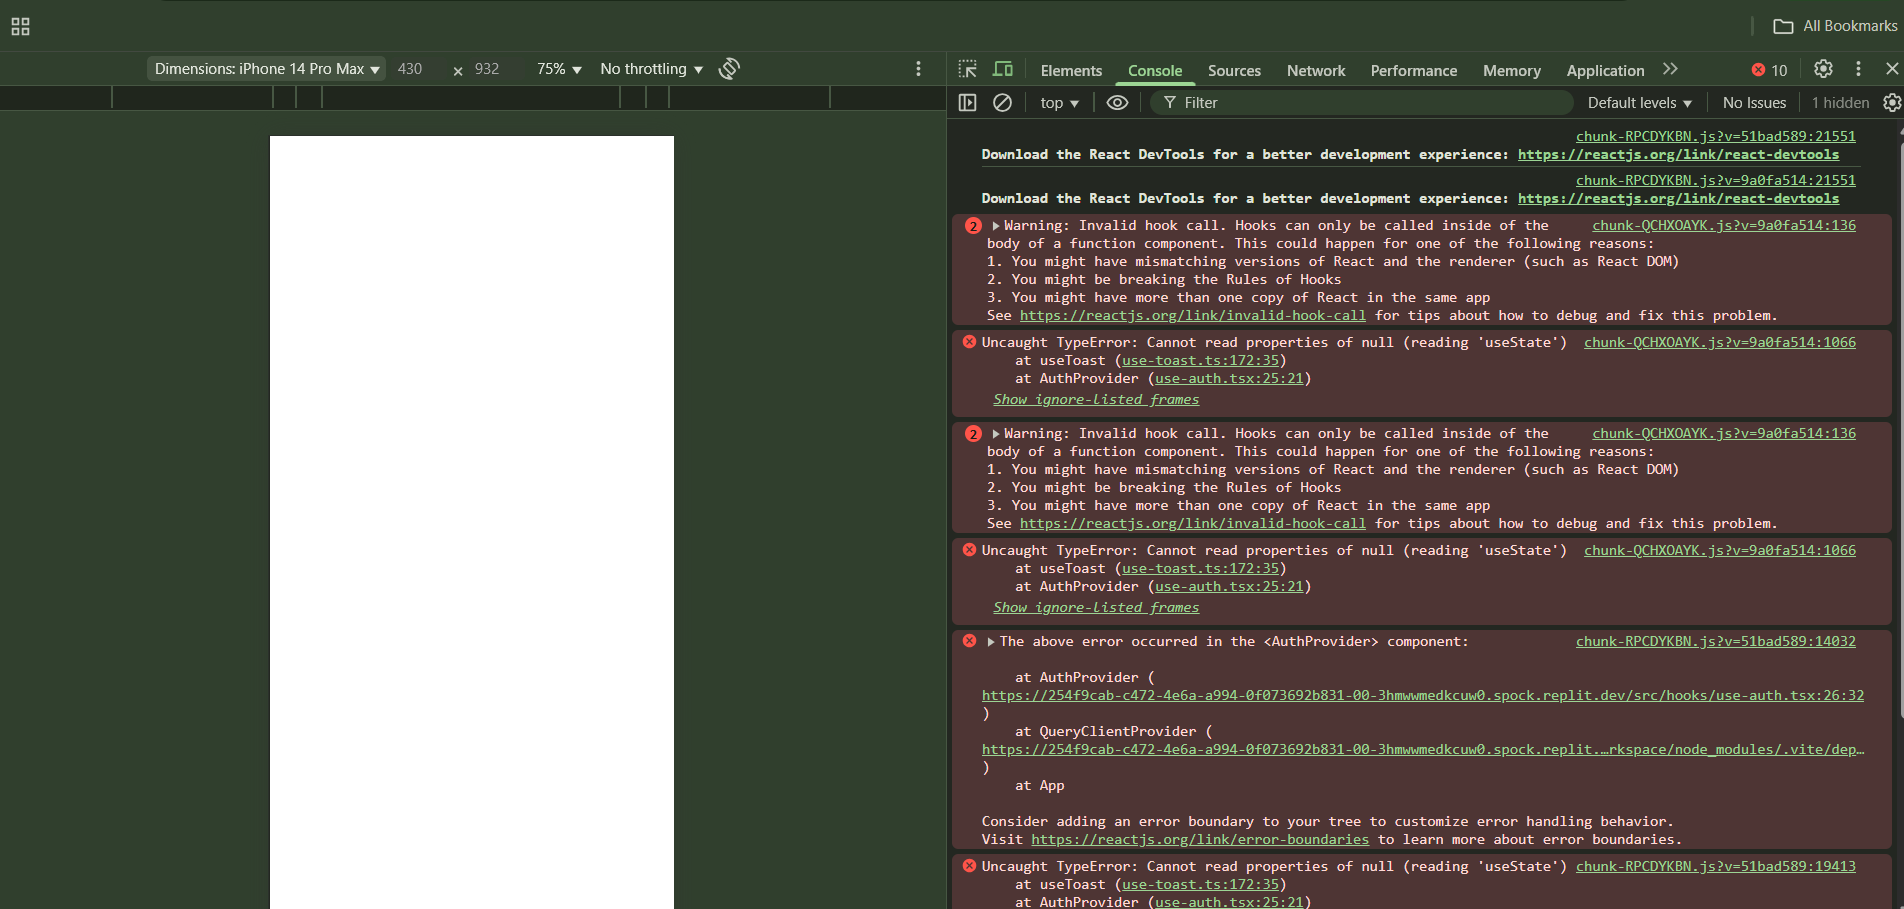 All Bookmarks
Dimensions: iPhone 14 Pro Max 430 × 932 75% No throttling
Elements Console Sources Network Performance Memory Application 10
top Filter Default levels No Issues 1 hidden
chunk-RPCDYKBN.js?v=51bad589:21551
Download the React DevTools for a better development experience: https://reactjs.org/link/react-devtools
chunk-RPCDYKBN.js?v=9a0fa514:21551
Download the React DevTools for a better development experience: https://reactjs.org/link/react-devtools
2 Warning: Invalid hook call. Hooks can only be called inside of the chunk-QCHXOAYK.js?v=9a0fa514:136
body of a function component. This could happen for one of the following reasons:
1. You might have mismatching versions of React and the renderer (such as React DOM)
2. You might be breaking the Rules of Hooks
3. You might have more than one copy of React in the same app
See https://reactjs.org/link/invalid-hook-call for tips about how to debug and fix this problem.
Uncaught TypeError: Cannot read properties of null (reading 'useState') chunk-QCHXOAYK.js?v=9a0fa514:1066
at useToast (use-toast.ts:172:35)
at AuthProvider (use-auth.tsx:25:21)
Show ignore-listed frames
2 Warning: Invalid hook call. Hooks can only be called inside of the chunk-QCHXOAYK.js?v=9a0fa514:136
body of a function component. This could happen for one of the following reasons:
1. You might have mismatching versions of React and the renderer (such as React DOM)
2. You might be breaking the Rules of Hooks
3. You might have more than one copy of React in the same app
See https://reactjs.org/link/invalid-hook-call for tips about how to debug and fix this problem.
Uncaught TypeError: Cannot read properties of null (reading 'useState') chunk-QCHXOAYK.js?v=9a0fa514:1066
at useToast (use-toast.ts:172:35)
at AuthProvider (use-auth.tsx:25:21)
Show ignore-listed frames
The above error occurred in the <AuthProvider> component: chunk-RPCDYKBN.js?v=51bad589:14032
at AuthProvider (
https://254f9cab-c472-4e6a-a994-0f073692b831-00-3hmwwmedkcuw0.spock.replit.dev/src/hooks/use-auth.tsx:26:32
)
at QueryClientProvider (
https://254f9cab-c472-4e6a-a994-0f073692b831-00-3hmwwmedkcuw0.spock.replit.…rkspace/node_modules/.vite/dep…
)
at App
Consider adding an error boundary to your tree to customize error handling behavior.
Visit https://reactjs.org/link/error-boundaries to learn more about error boundaries.
Uncaught TypeError: Cannot read properties of null (reading 'useState') chunk-RPCDYKBN.js?v=51bad589:19413
at useToast (use-toast.ts:172:35)
at AuthProvider (use-auth.tsx:25:21)